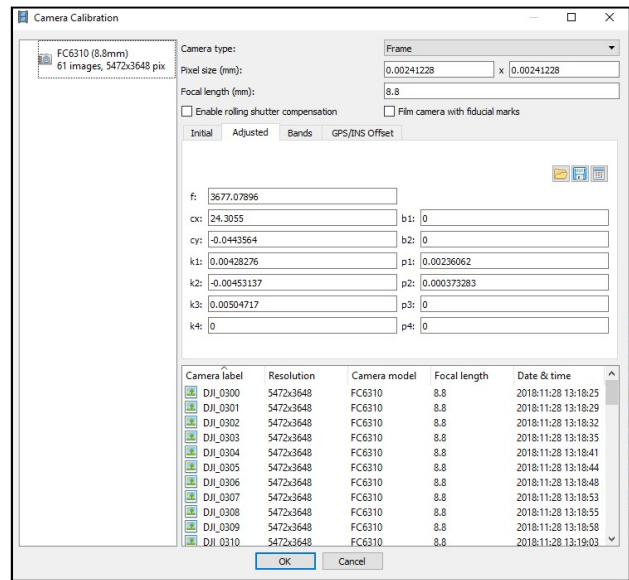 Camera Calibration
FC6310 (8.8mm)
61 images, 5472x3648 pix
Camera type: Frame
Pixel size (mm): 0.00241228 x 0.00241228
Focal length (mm): 8.8
Enable rolling shutter compensation Film camera with fiducial marks
Initial Adjusted Bands GPS/INS Offset
f: 3677.07896
cx: 24.3055 b1: 0
cy: -0.0443564 b2: 0
k1: 0.00428276 p1: 0.00236062
k2: -0.00453137 p2: 0.000373283
k3: 0.00504717 p3: 0
k4: 0 p4: 0
Camera label Resolution Camera model Focal length Date & time
DJI_0300 5472x3648 FC6310 8.8 2018:11:28 13:18:25
DJI_0301 5472x3648 FC6310 8.8 2018:11:28 13:18:29
DJI_0302 5472x3648 FC6310 8.8 2018:11:28 13:18:32
DJI_0303 5472x3648 FC6310 8.8 2018:11:28 13:18:35
DJI_0304 5472x3648 FC6310 8.8 2018:11:28 13:18:41
DJI_0305 5472x3648 FC6310 8.8 2018:11:28 13:18:44
DJI_0306 5472x3648 FC6310 8.8 2018:11:28 13:18:48
DJI_0307 5472x3648 FC6310 8.8 2018:11:28 13:18:53
DJI_0308 5472x3648 FC6310 8.8 2018:11:28 13:18:55
DJI_0309 5472x3648 FC6310 8.8 2018:11:28 13:18:58
DJI_0310 5472x3648 FC6310 8.8 2018:11:28 13:19:03
OK Cancel